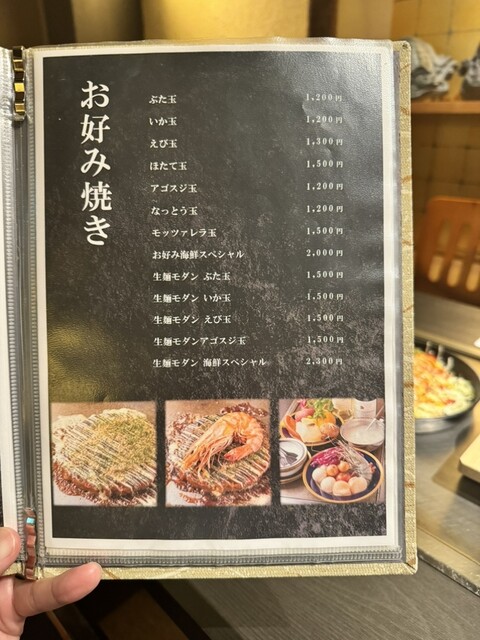 お好み焼き
ぶた玉 1,200円
いか玉 1,200円
えび玉 1,300円
ほたて玉 1,500円
アゴスジ玉 1,200円
なっとう玉 1,200円
モッツァレラ玉 1,500円
お好み海鮮スペシャル 2,000円
生麺モダン ぶた玉 1,500円
生麺モダン いか玉 1,500円
生麺モダン えび玉 1,500円
生麺モダンアゴスジ玉 1,500円
生麺モダン 海鮮スペシャル 2,300円